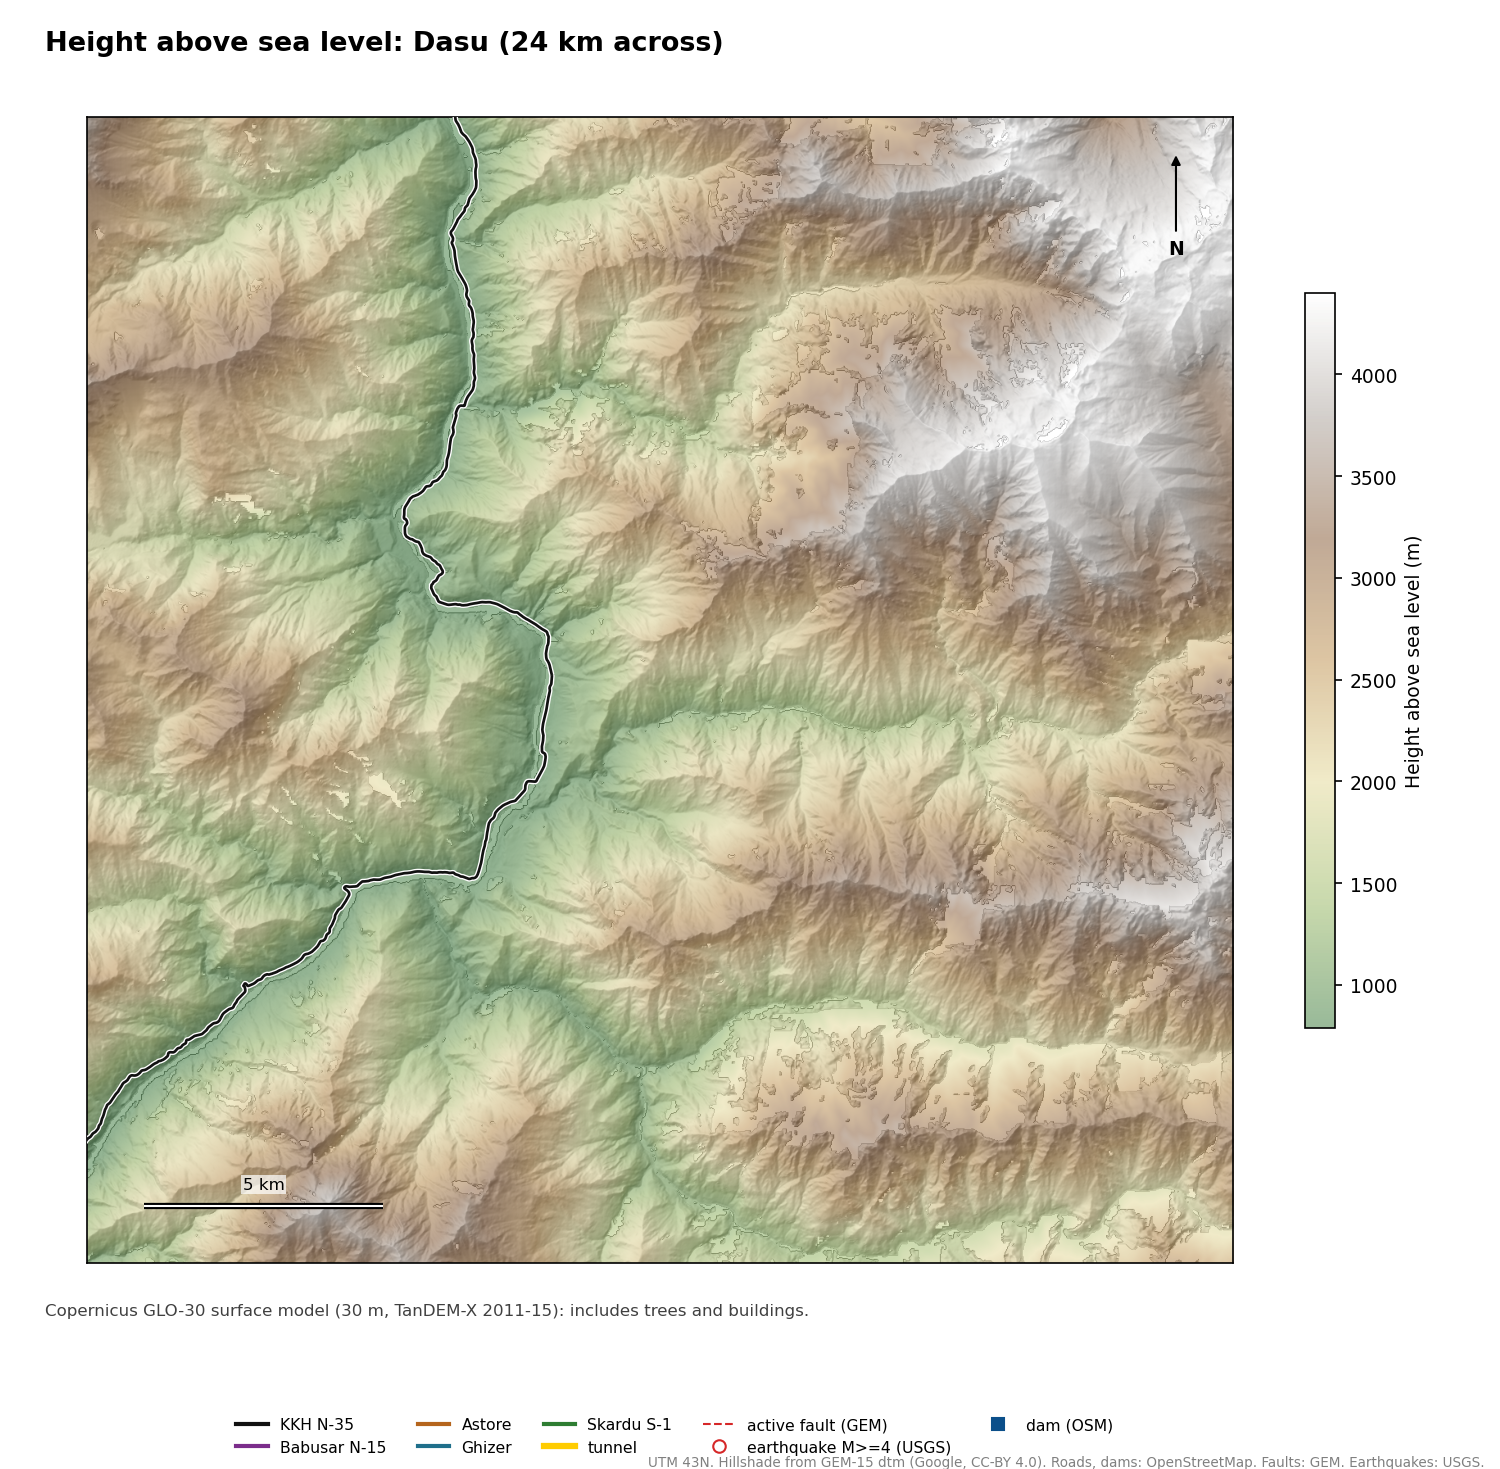 Height above sea level: Dasu (24 km across)
N
4000
3500
3000
2500
2000
1500
1000
Height above sea level (m)
5 km
Copernicus GLO-30 surface model (30 m, TanDEM-X 2011-15): includes trees and buildings.
KKH N-35
Astore
Skardu S-1
active fault (GEM)
dam (OSM)
Babusar N-15
Ghizer
tunnel
earthquake M>=4 (USGS)
UTM 43N. Hillshade from GEM-15 dtm (Google, CC-BY 4.0). Roads, dams: OpenStreetMap. Faults: GEM. Earthquakes: USGS.